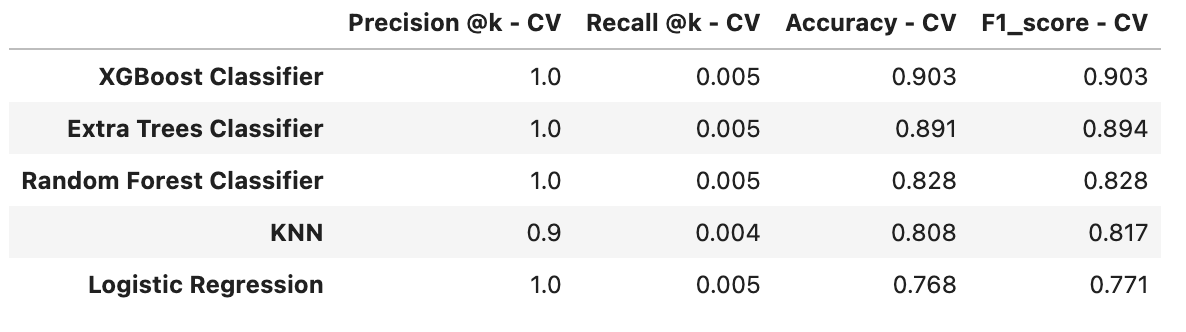 Precision @k - CV Recall @k - CV Accuracy - CV F1_score - CV
XGBoost Classifier 1.0 0.005 0.903 0.903
Extra Trees Classifier 1.0 0.005 0.891 0.894
Random Forest Classifier 1.0 0.005 0.828 0.828
KNN 0.9 0.004 0.808 0.817
Logistic Regression 1.0 0.005 0.768 0.771